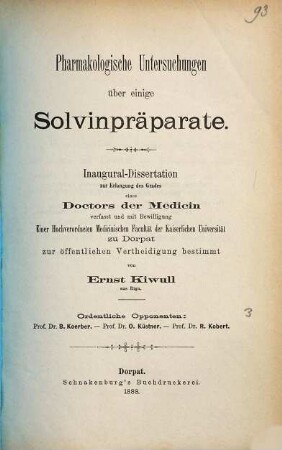 93
Pharmakologische Untersuchungen
über einige
Solvinpräparate.
Inaugural-Dissertation
zur Erlangung des Grades
eines
Doctors der Medicin
verfasst und mit Bewilligung
Einer Hochverordneten Medicinischen Facultät der Kaiserlichen Universität
zu Dorpat
zur öffentlichen Vertheidigung bestimmt
von
Ernst Kiwull
aus Riga.
Ordentliche Opponenten:
3
Prof. Dr. B. Koerber. — Prof. Dr. O. Küstner. — Prof. Dr. R. Kobert.
Dorpat.
Schnakenburg's Buchdruckerei.
1888.